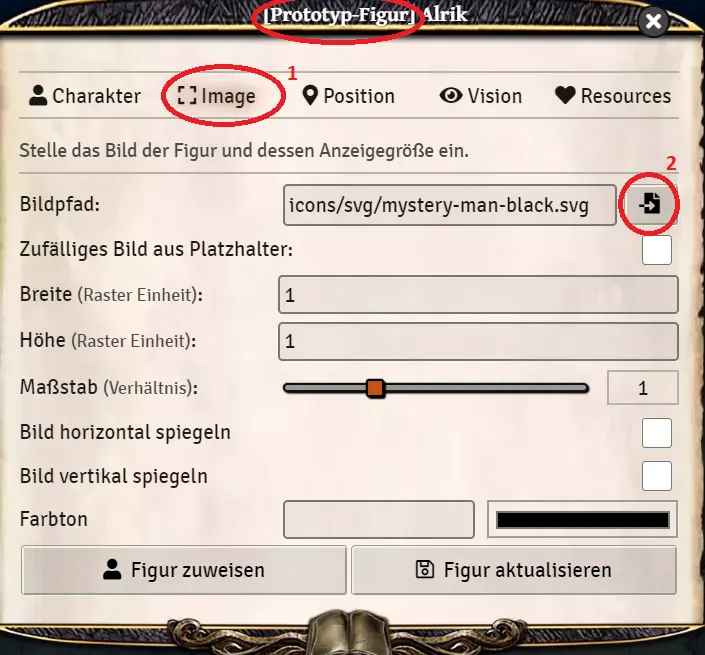 [Prototyp-Figur] Alrik
1
Charakter Image Position Vision Resources
Stelle das Bild der Figur und dessen Anzeigegröße ein.
2
Bildpfad: icons/svg/mystery-man-black.svg
Zufälliges Bild aus Platzhalter:
Breite (Raster Einheit): 1
Höhe (Raster Einheit): 1
Maßstab (Verhältnis): 1
Bild horizontal spiegeln
Bild vertikal spiegeln
Farbton
Figur zuweisen Figur aktualisieren